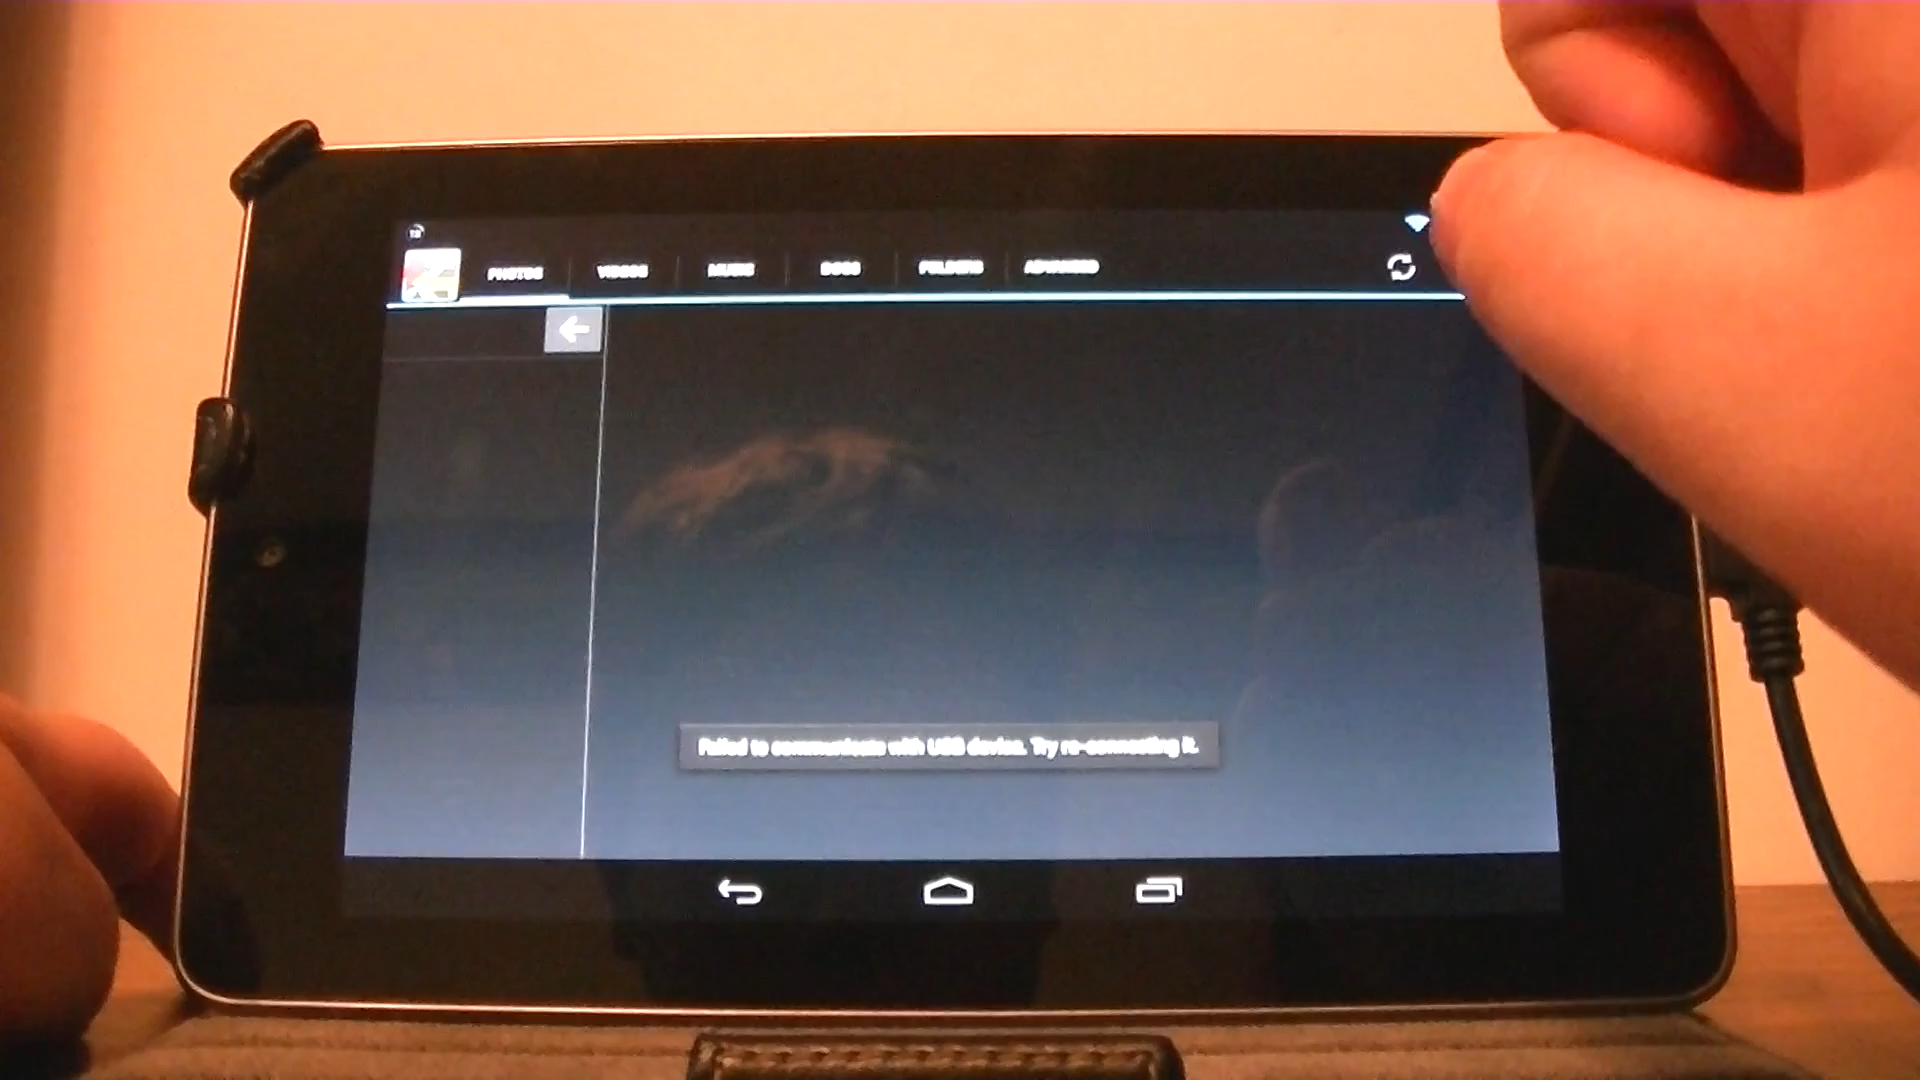 PHOTOS VIDEOS MUSIC DOCS FOLDERS ADVANCED
Failed to communicate with USB device. Try re-connecting it.